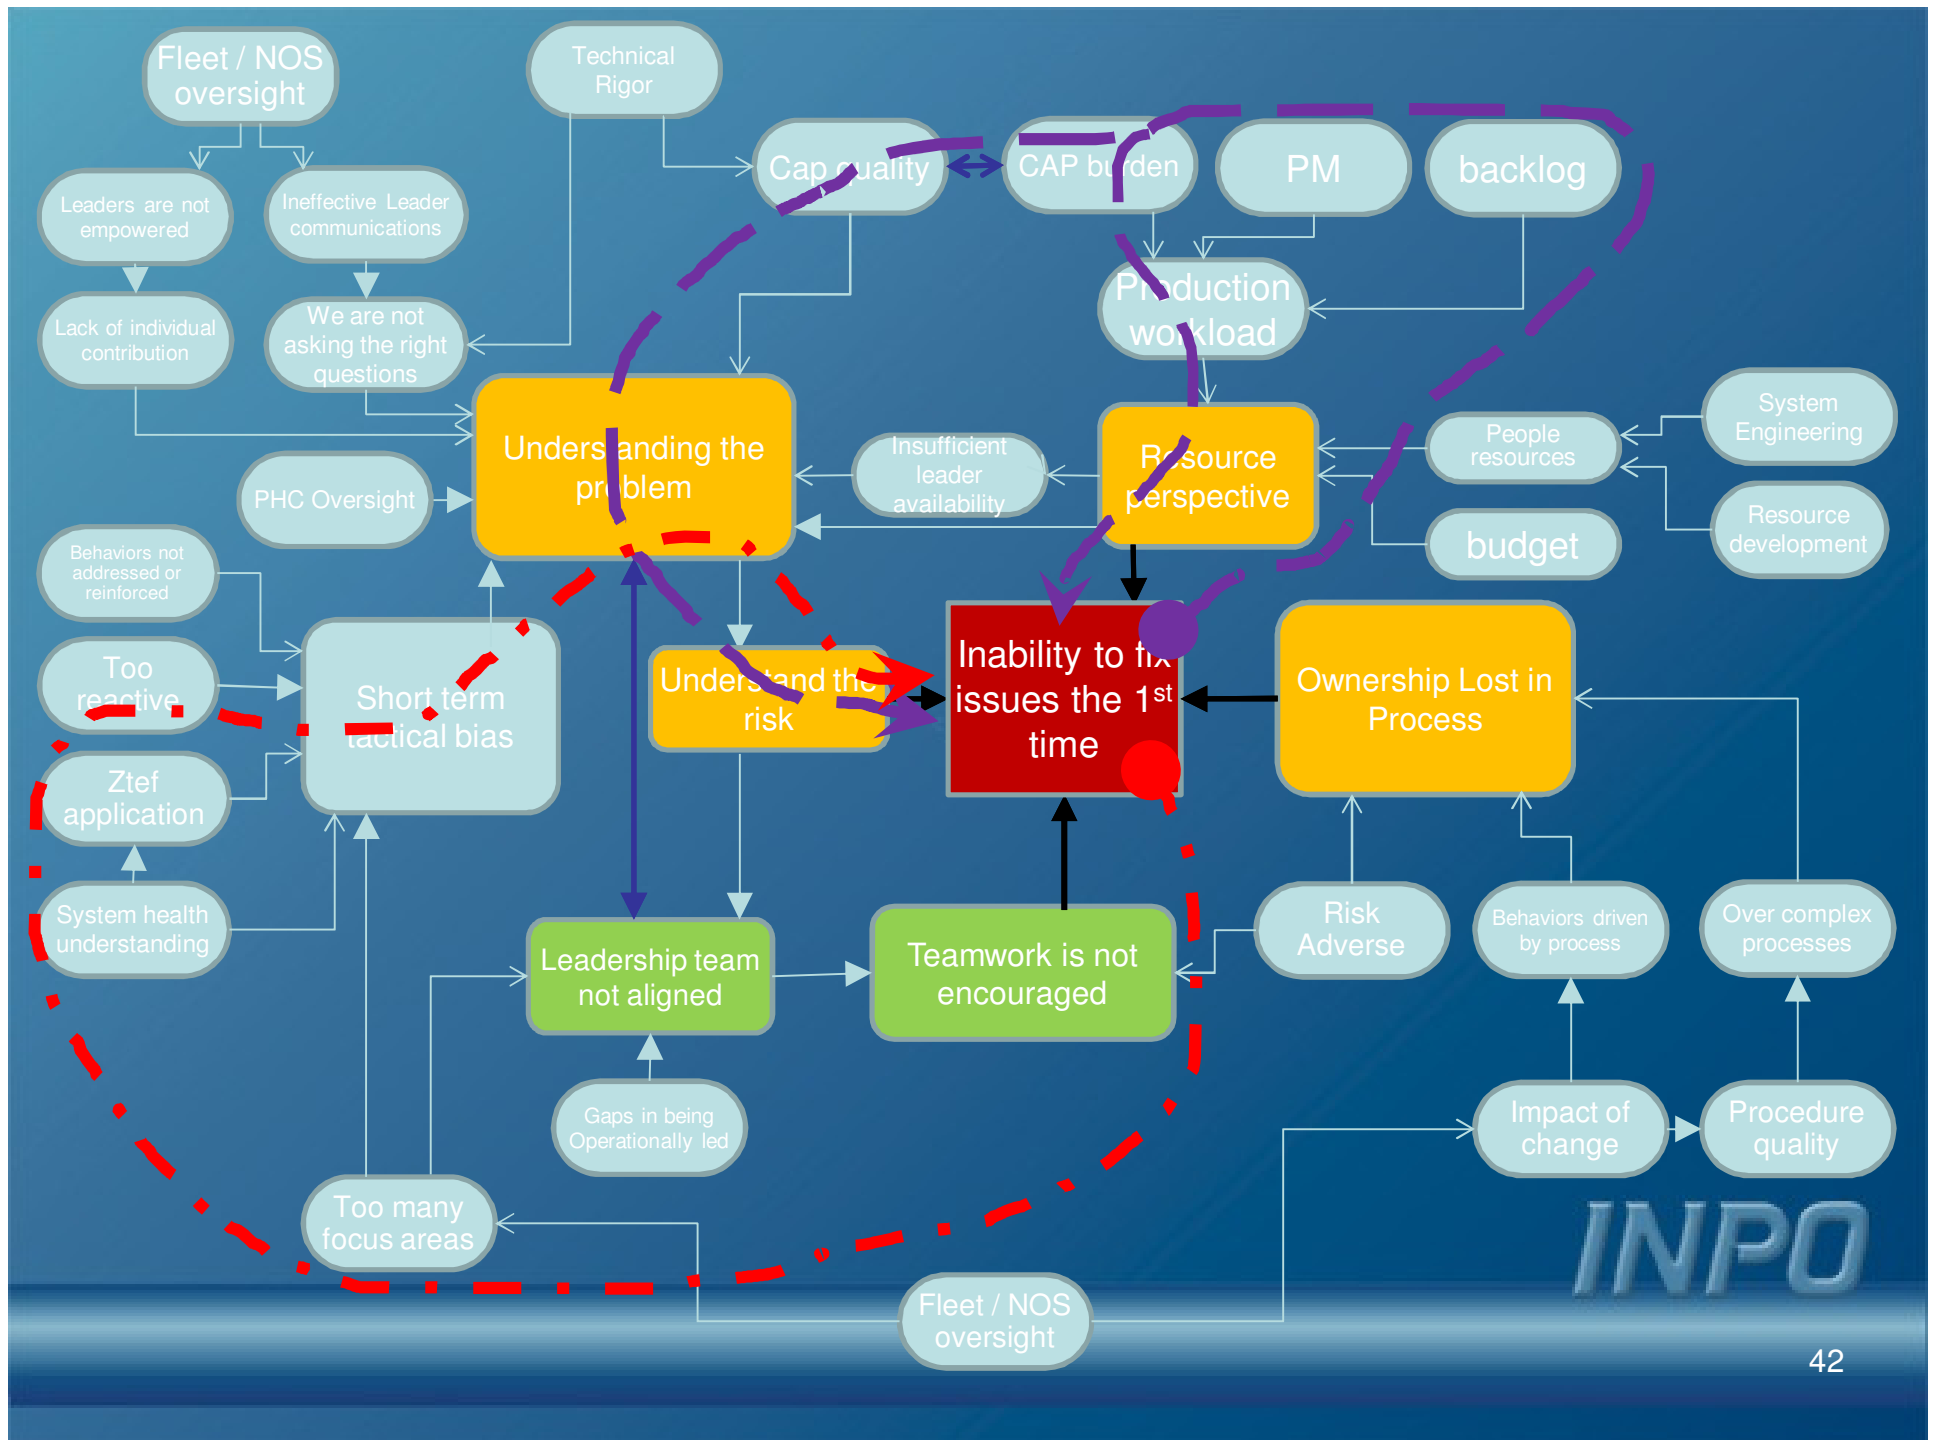 Fleet / NOS
oversight
Technical
Rigor
Cap quality
CAP burden
PM
backlog
Leaders are not
empowered
Ineffective Leader
communications
Lack of individual
contribution
We are not
asking the right
questions
Production
workload
Understanding the
problem
Insufficient
leader
availability
Resource
perspective
People
resources
System
Engineering
PHC Oversight
budget
Resource
development
Behaviors not
addressed or
reinforced
Too
reactive
Short term
tactical bias
Understand the
risk
Inability to fix
issues the 1st
time
Ownership Lost in
Process
Ztef
application
System health
understanding
Leadership team
not aligned
Teamwork is not
encouraged
Risk
Adverse
Behaviors driven
by process
Over complex
processes
Gaps in being
Operationally led
Impact of
change
Procedure
quality
Too many
focus areas
Fleet / NOS
oversight
INPO
42